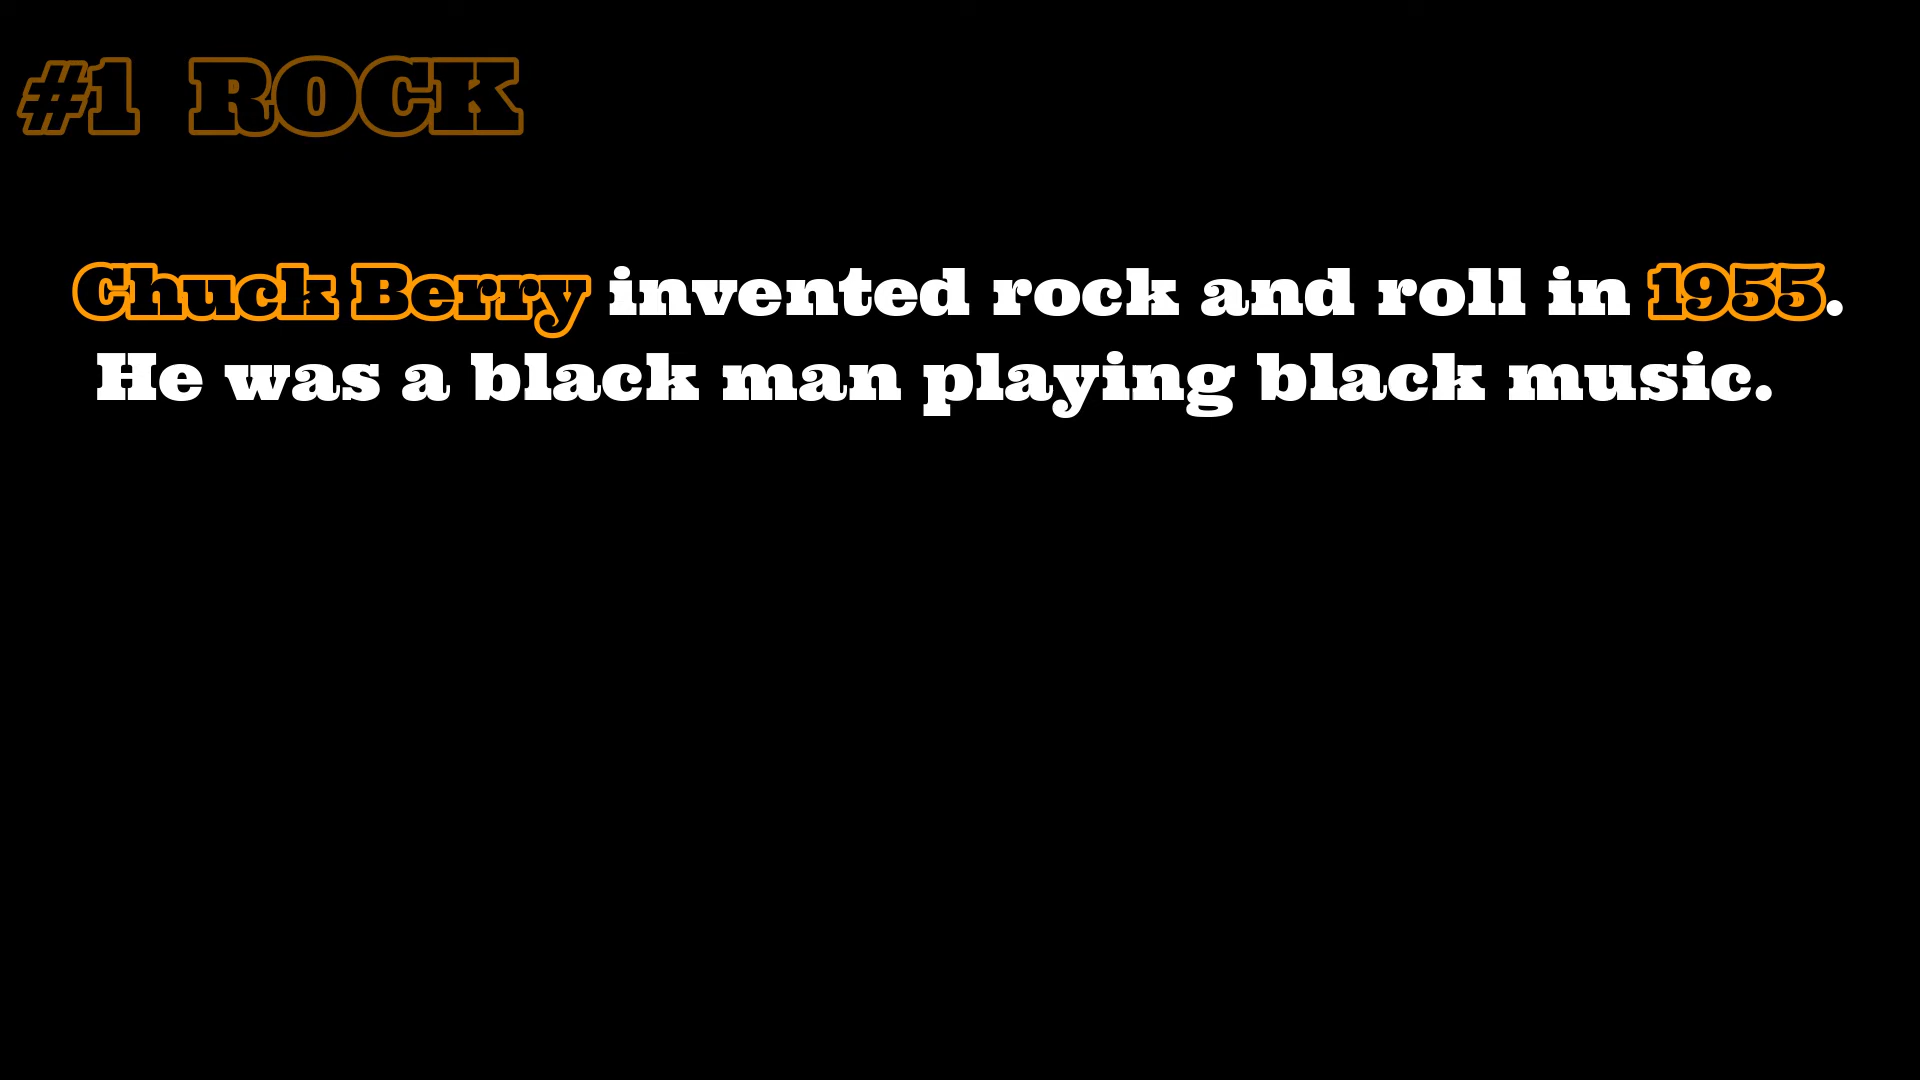 #1 ROCK
Chuck Berry invented rock and roll in 1955.
He was a black man playing black music.